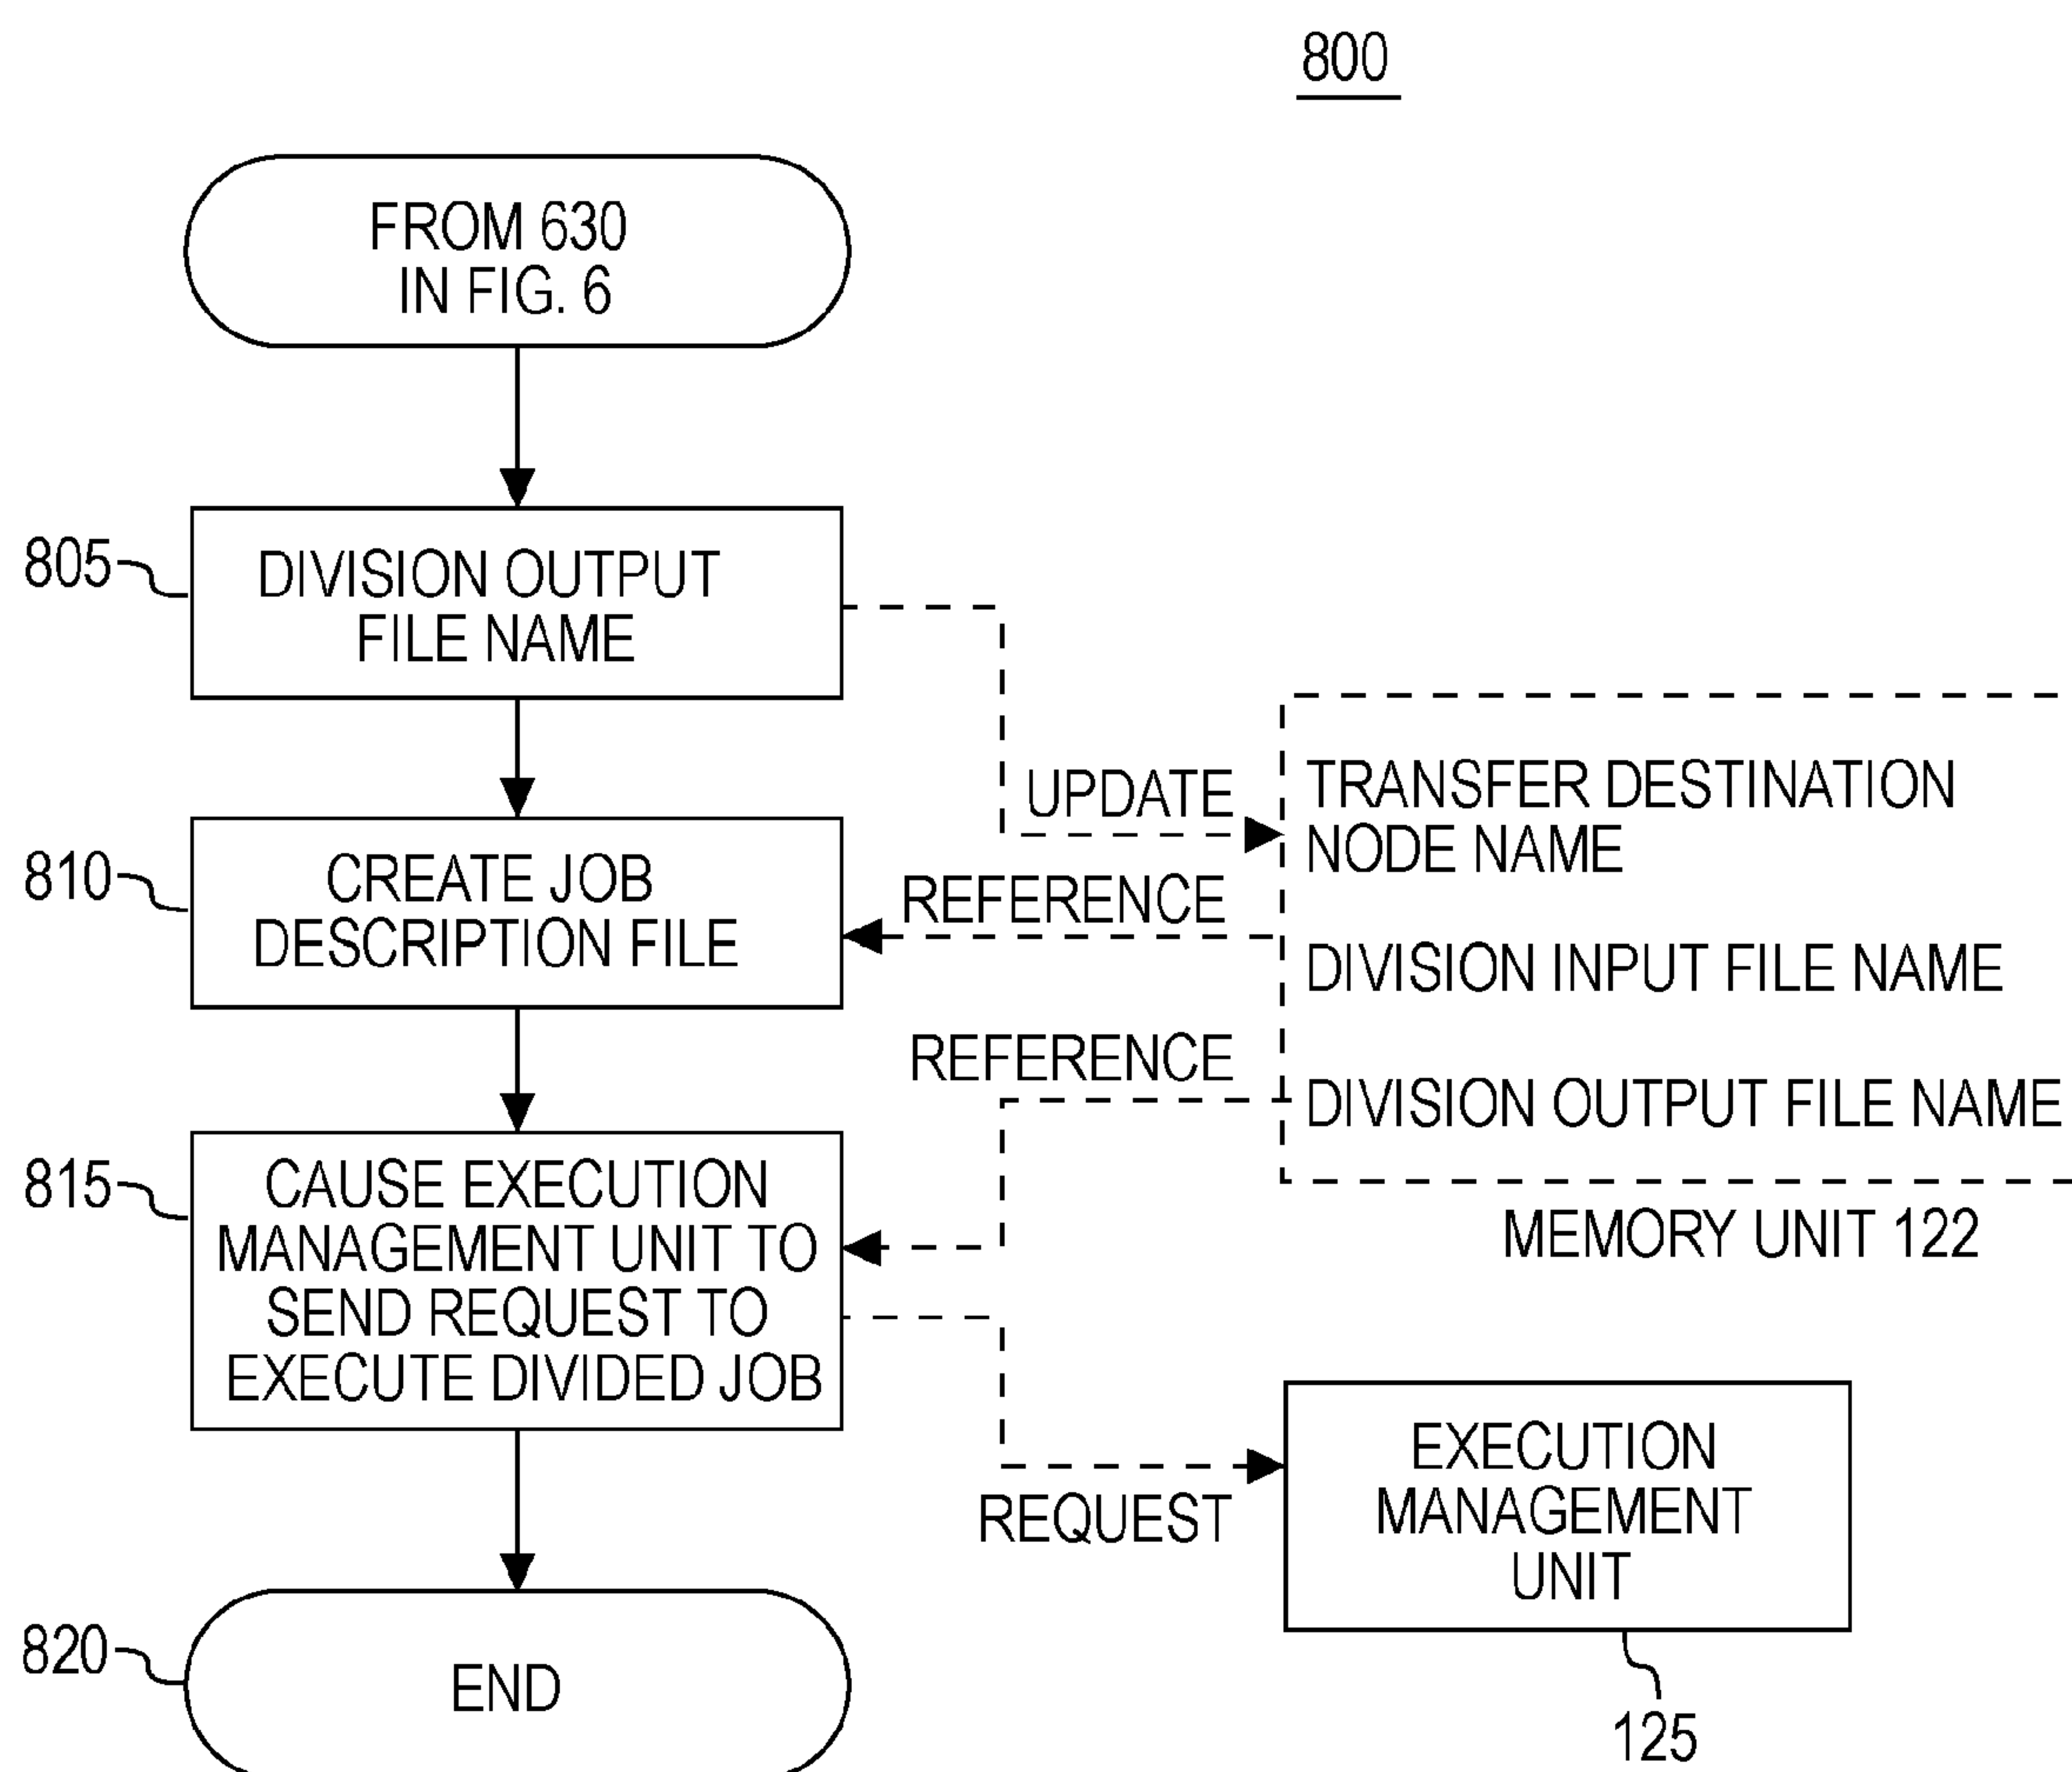 800
FROM 630
IN FIG. 6
805
DIVISION OUTPUT
FILE NAME
UPDATE
TRANSFER DESTINATION
NODE NAME
810
CREATE JOB
DESCRIPTION FILE
REFERENCE
DIVISION INPUT FILE NAME
REFERENCE
DIVISION OUTPUT FILE NAME
815
CAUSE EXECUTION
MANAGEMENT UNIT TO
SEND REQUEST TO
EXECUTE DIVIDED JOB
MEMORY UNIT 122
REQUEST
EXECUTION
MANAGEMENT
UNIT
125
820
END